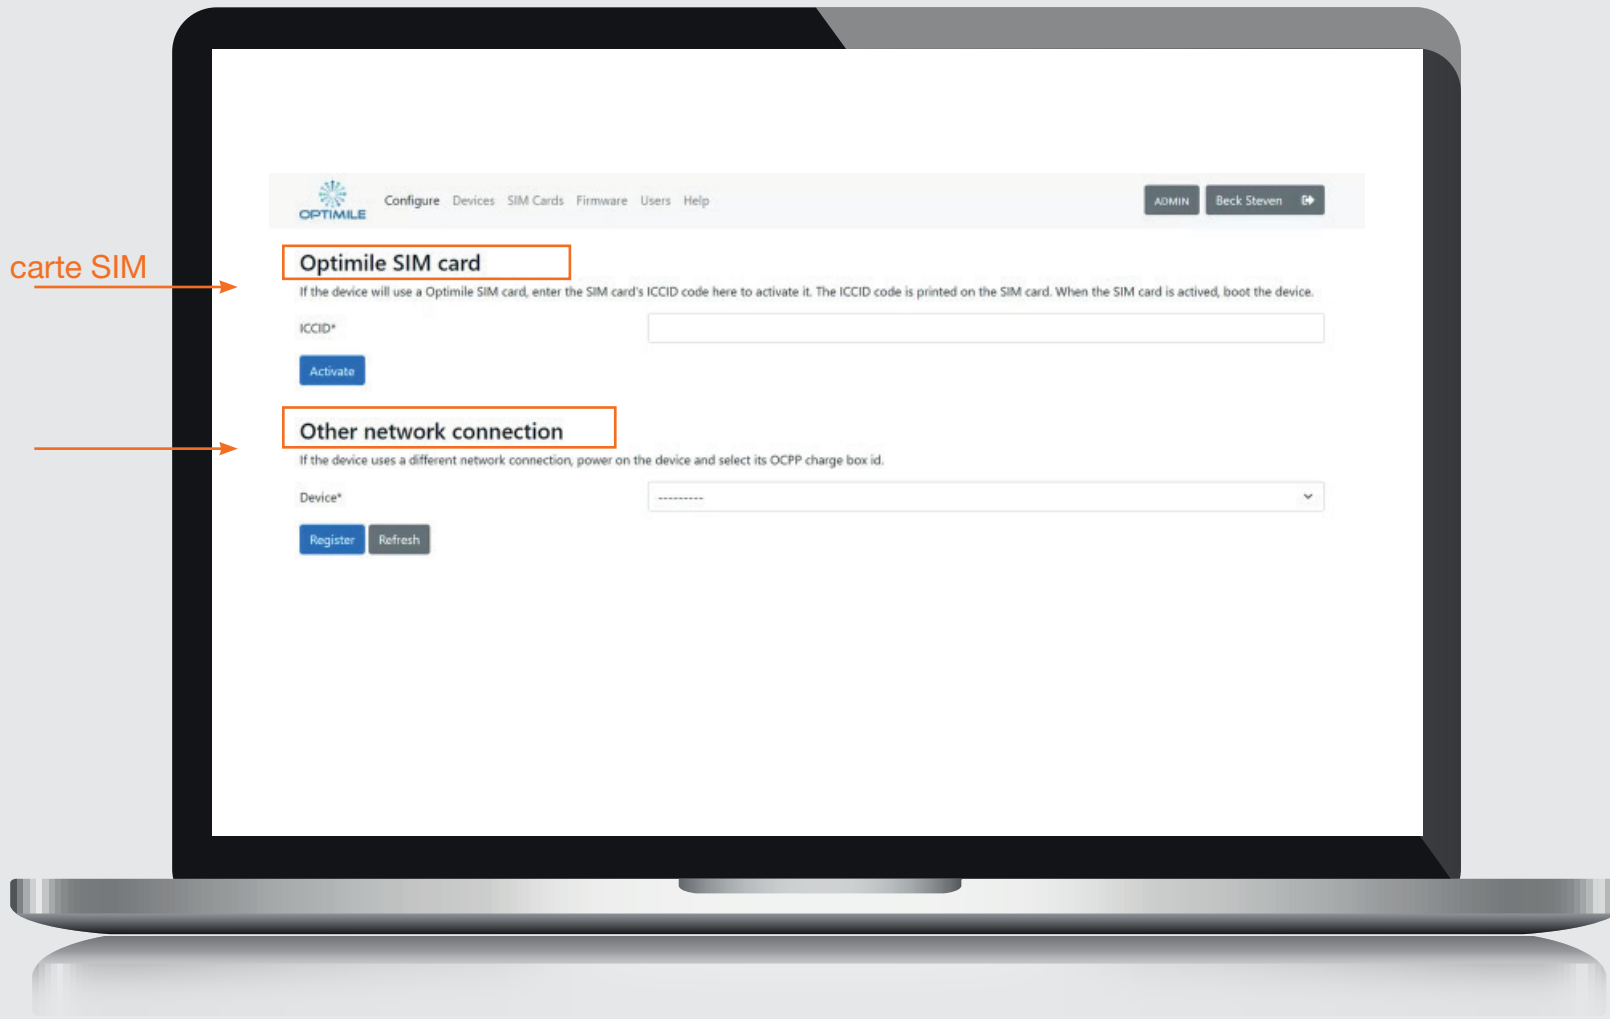 OPTIMILE
Configure Devices SIM Cards Firmware Users Help
ADMIN
Beck Steven
carte SIM
Optimile SIM card
If the device will use a Optimile SIM card, enter the SIM card's ICCID code here to activate it. The ICCID code is printed on the SIM card. When the SIM card is actived, boot the device.
ICCID*
Activate
Other network connection
If the device uses a different network connection, power on the device and select its OCPP charge box id.
Device*
---------
Register Refresh